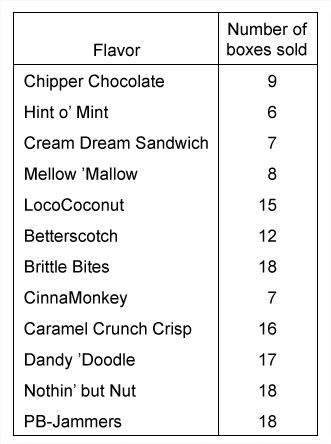 Flavor Number of
boxes sold
Chipper Chocolate 9
Hint o’ Mint 6
Cream Dream Sandwich 7
Mellow ’Mallow 8
LocoCoconut 15
Betterscotch 12
Brittle Bites 18
CinnaMonkey 7
Caramel Crunch Crisp 16
Dandy ’Doodle 17
Nothin’ but Nut 18
PB-Jammers 18